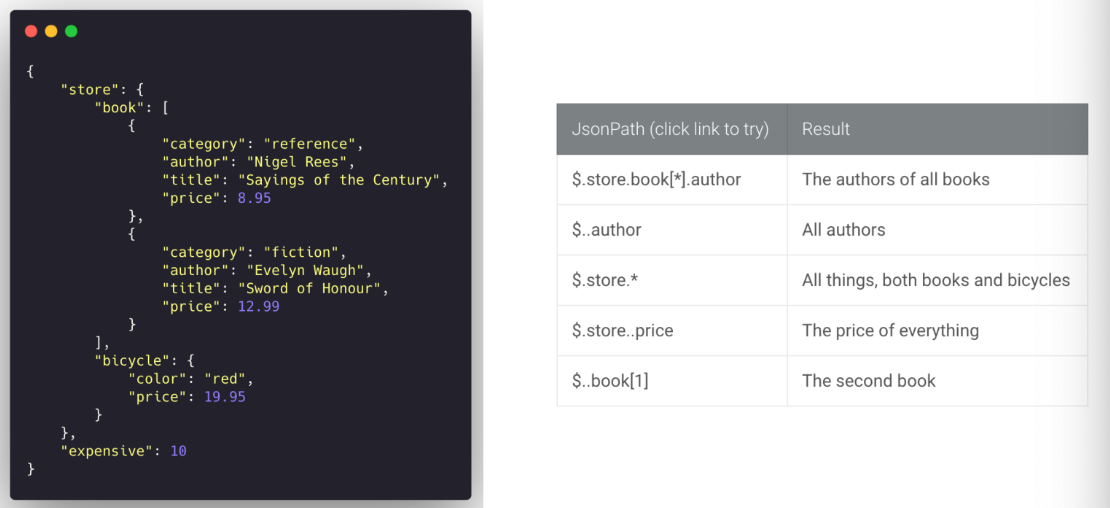 {
    "store": {
        "book": [
            {
                "category": "reference",
                "author": "Nigel Rees",
                "title": "Sayings of the Century",
                "price": 8.95
            },
            {
                "category": "fiction",
                "author": "Evelyn Waugh",
                "title": "Sword of Honour",
                "price": 12.99
            }
        ],
        "bicycle": {
            "color": "red",
            "price": 19.95
        }
    },
    "expensive": 10
}
JsonPath (click link to try) Result
$.store.book[*].author The authors of all books
$..author All authors
$.store.* All things, both books and bicycles
$.store..price The price of everything
$..book[1] The second book